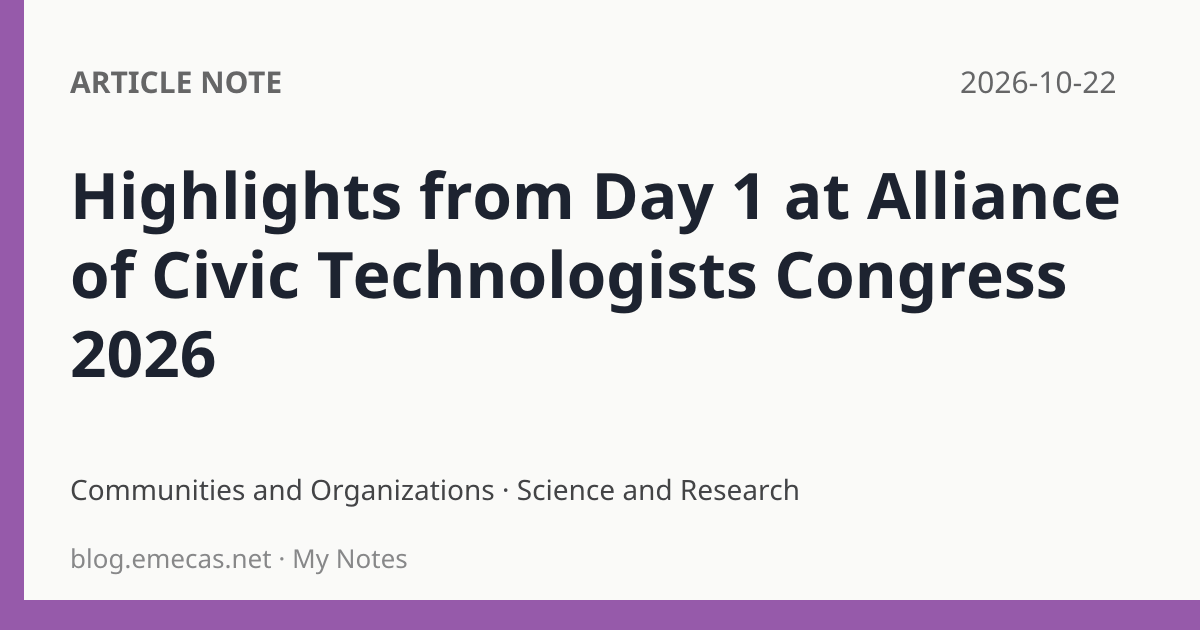 ARTICLE NOTE
2026-10-22
Highlights from Day 1 at Alliance
of Civic Technologists Congress
2026
Communities and Organizations · Science and Research
blog.emecas.net · My Notes